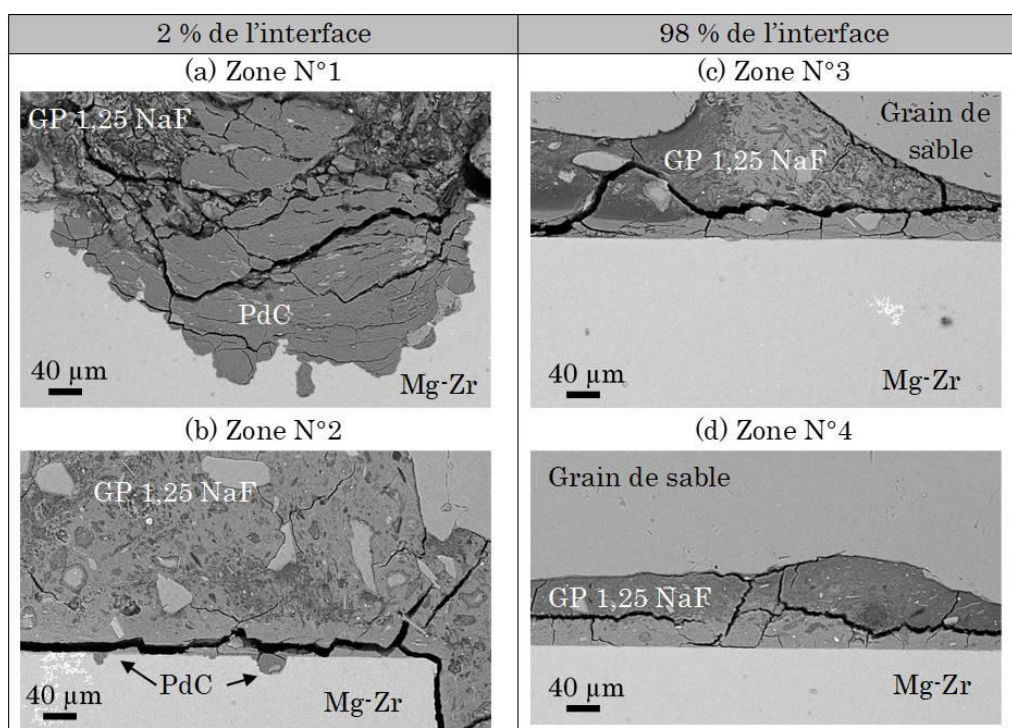 2 % de l'interface
98 % de l'interface
(a) Zone N°1
GP 1,25 NaF
PdC
40 µm
Mg-Zr
(c) Zone N°3
Grain de
sable
GP 1,25 NaF
40 µm
Mg-Zr
(b) Zone N°2
GP 1,25 NaF
PdC
40 µm
Mg-Zr
(d) Zone N°4
Grain de sable
GP 1,25 NaF
40 µm
Mg-Zr